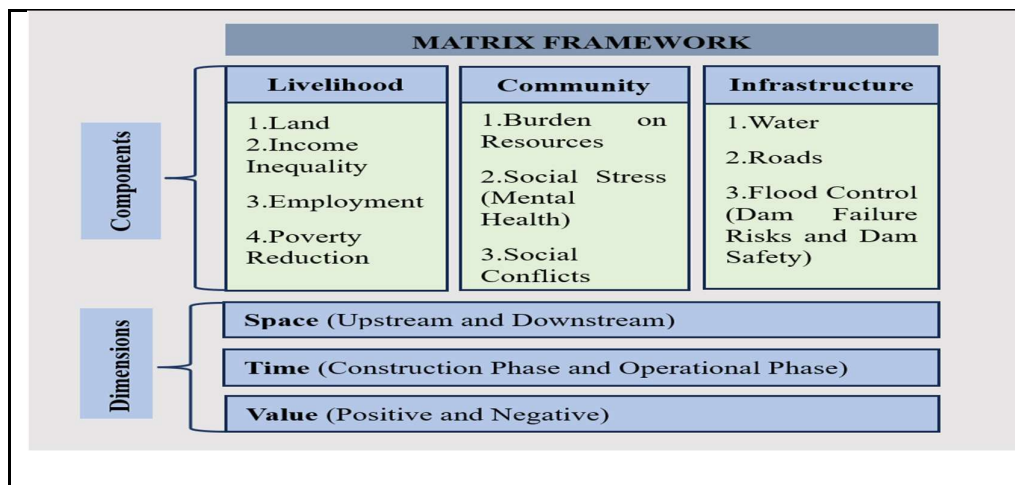 MATRIX FRAMEWORK
Components
Livelihood
1.Land
2.Income
Inequality
3.Employment
4.Poverty
Reduction
Community
1.Burden on
Resources
2.Social Stress
(Mental
Health)
3.Social
Conflicts
Infrastructure
1.Water
2.Roads
3.Flood Control
(Dam Failure
Risks and Dam
Safety)
Dimensions
Space (Upstream and Downstream)
Time (Construction Phase and Operational Phase)
Value (Positive and Negative)